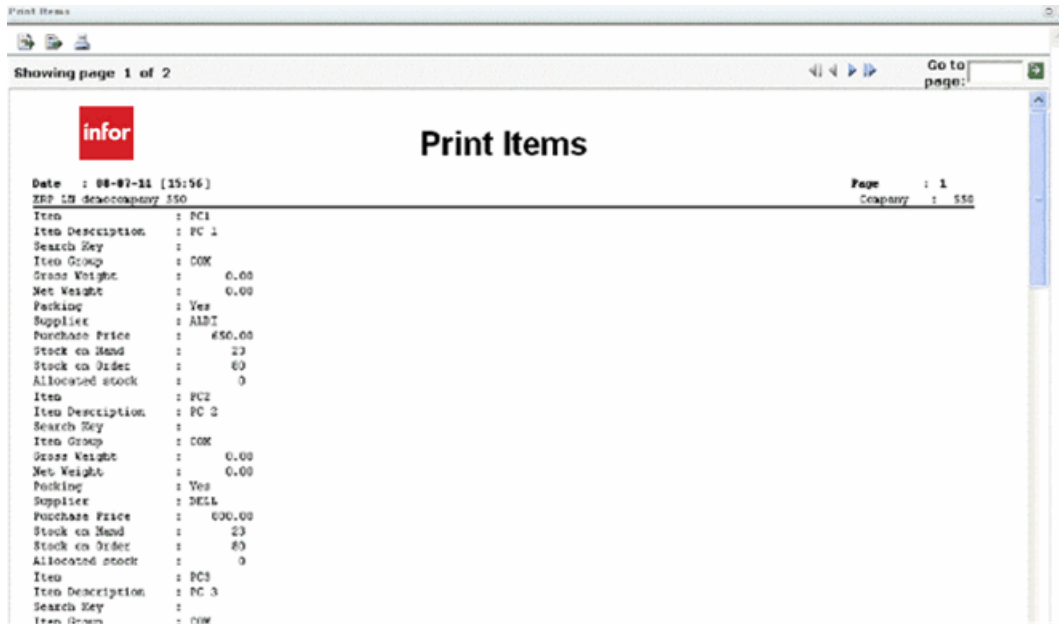 Print Items
Showing page 1 of 2
Go to page:
infor
Print Items
Date : 08-07-11 [15:56] Page : 1
ERP LN democompany 550 Company : 550
Item : PC1
Item Description : PC 1
Search Key :
Item Group : COM
Gross Weight : 0.00
Net Weight : 0.00
Packing : Yes
Supplier : ALDI
Purchase Price : 650.00
Stock on Hand : 23
Stock on Order : 80
Allocated stock : 0
Item : PC2
Item Description : PC 2
Search Key :
Item Group : COM
Gross Weight : 0.00
Net Weight : 0.00
Packing : Yes
Supplier : DELL
Purchase Price :
Stock on Hand : 23
Stock on Order : 80
Allocated stock : 0
Item : PC3
Item Description : PC 3
Search Key :
Item Group : COM